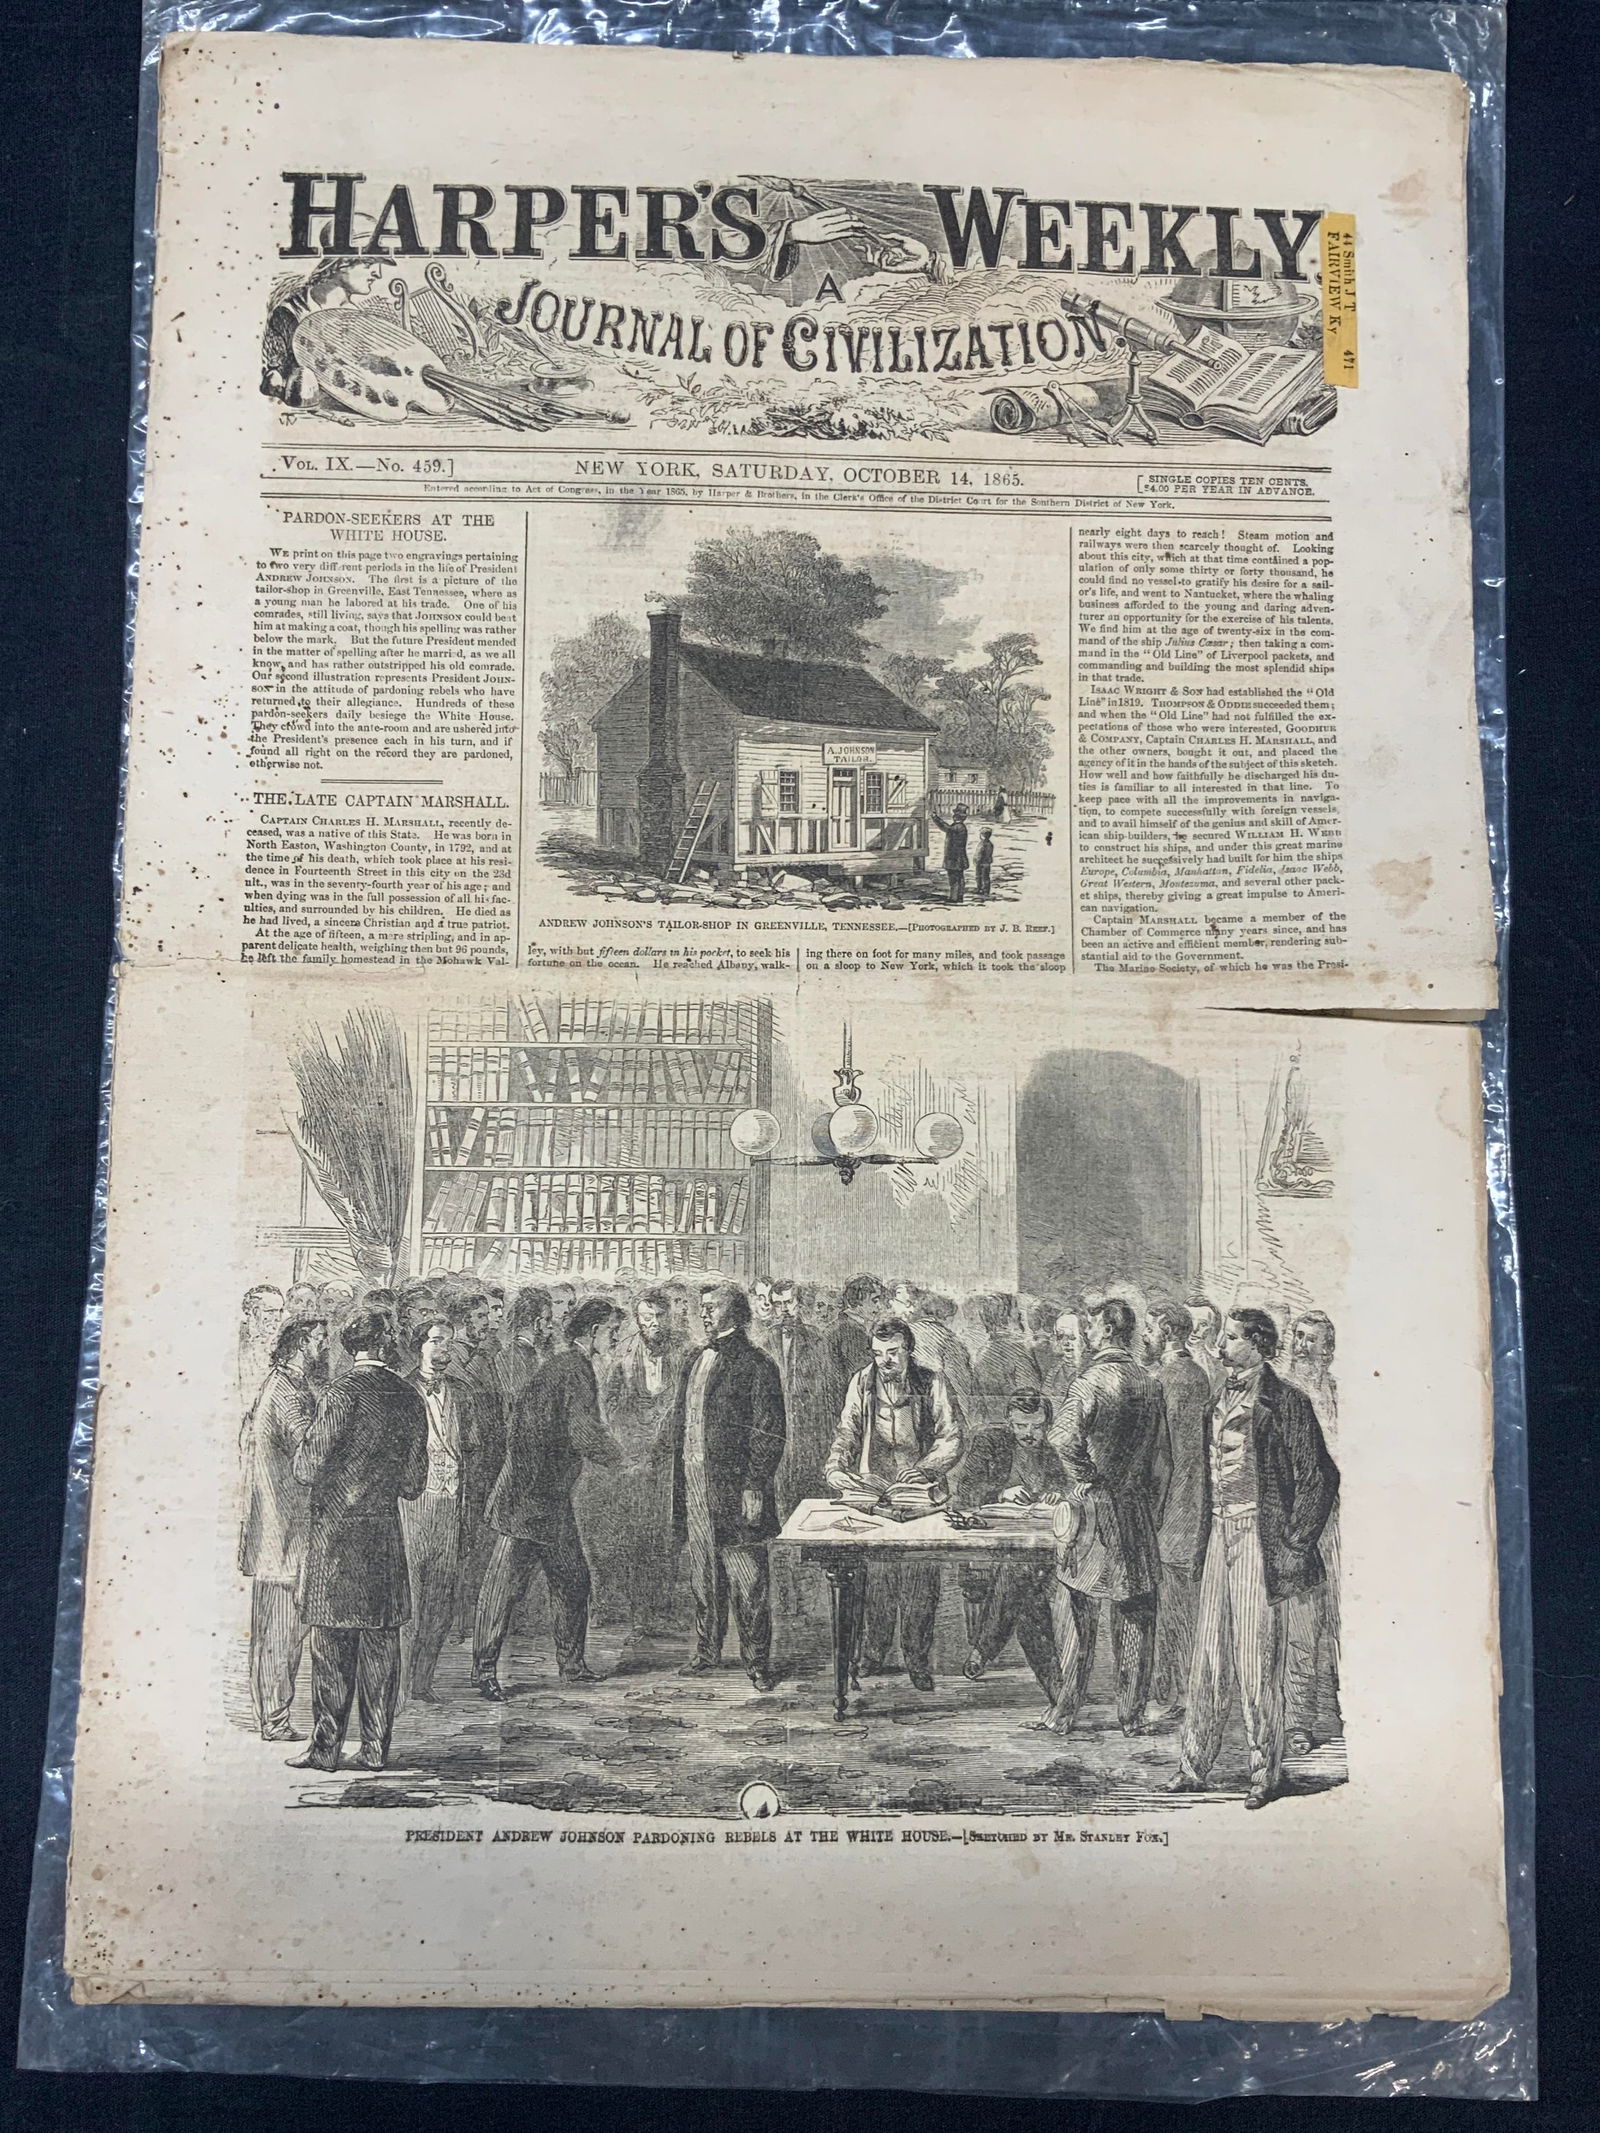 HARPER'S WEEKLY.
A
JOURNAL OF CIVILIZATION
44 Smith J T 471
FAIRVIEW Ky
VOL. IX.—No. 459.]
NEW YORK, SATURDAY, OCTOBER 14, 1865.
[SINGLE COPIES TEN CENTS.
$4.00 PER YEAR IN ADVANCE.
Entered according to Act of Congress, in the Year 1865, by Harper & Brothers, in the Clerk's Office of the District Court for the Southern District of New York.
PARDON-SEEKERS AT THE
WHITE HOUSE.
WE print on this page two engravings pertaining
to two very different periods in the life of President
ANDREW JOHNSON. The first is a picture of the
tailor-shop in Greenville, East Tennessee, where as
a young man he labored at his trade. One of his
comrades, still living, says that JOHNSON could beat
him at making a coat, though his spelling was rather
below the mark. But the future President mended
in the matter of spelling after he married, as we all
know, and has rather outstripped his old comrade.
Our second illustration represents President JOHN-
SON in the attitude of pardoning rebels who have
returned to their allegiance. Hundreds of these
pardon-seekers daily besiege the White House.
They crowd into the ante-room and are ushered into
the President's presence each in his turn, and if
found all right on the record they are pardoned,
otherwise not.
THE LATE CAPTAIN MARSHALL.
CAPTAIN CHARLES H. MARSHALL, recently de-
ceased, was a native of this State. He was born in
North Easton, Washington County, in 1792, and at
the time of his death, which took place at his resi-
dence in Fourteenth Street in this city on the 23d
ult., was in the seventy-fourth year of his age; and
when dying was in the full possession of all his fac-
ulties, and surrounded by his children. He died as
he had lived, a sincere Christian and a true patriot.
At the age of fifteen, a mere stripling, and in ap-
parent delicate health, weighing then but 96 pounds,
he left the family homestead in the Mohawk Val-
A. JOHNSON
TAILOR.
ANDREW JOHNSON'S TAILOR-SHOP IN GREENVILLE, TENNESSEE.—[PHOTOGRAPHED BY J. B. REEF.]
ley, with but fifteen dollars in his pocket, to seek his
fortune on the ocean. He reached Albany, walk-
ing there on foot for many miles, and took passage
on a sloop to New York, which it took the sloop
nearly eight days to reach! Steam motion and
railways were then scarcely thought of. Looking
about this city, which at that time contained a pop-
ulation of only some thirty or forty thousand, he
could find no vessel to gratify his desire for a sail-
or's life, and went to Nantucket, where the whaling
business afforded to the young and daring adven-
turer an opportunity for the exercise of his talents.
We find him at the age of twenty-six in the com-
mand of the ship Julius Cæsar; then taking a com-
mand in the "Old Line" of Liverpool packets, and
commanding and building the most splendid ships
in that trade.
ISAAC WRIGHT & SON had established the "Old
Line" in 1819. THOMPSON & ODDIE succeeded them;
and when the "Old Line" had not fulfilled the ex-
pectations of those who were interested, GOODHUE
& COMPANY, Captain CHARLES H. MARSHALL, and
the other owners, bought it out, and placed the
agency of it in the hands of the subject of this sketch.
How well and how faithfully he discharged his du-
ties is familiar to all interested in that line. To
keep pace with all the improvements in naviga-
tion, to compete successfully with foreign vessels,
and to avail himself of the genius and skill of Amer-
ican ship-builders, he secured WILLIAM H. WEBB
to construct his ships, and under this great marine
architect he successively had built for him the ships
Europe, Columbia, Manhattan, Fidelia, Isaac Webb,
Great Western, Montezuma, and several other pack-
et ships, thereby giving a great impulse to Ameri-
can navigation.
Captain MARSHALL became a member of the
Chamber of Commerce many years since, and has
been an active and efficient member, rendering sub-
stantial aid to the Government.
The Marine Society, of which he was the Presi-
PRESIDENT ANDREW JOHNSON PARDONING REBELS AT THE WHITE HOUSE.—[SKETCHED BY MR. STANLEY FOX.]